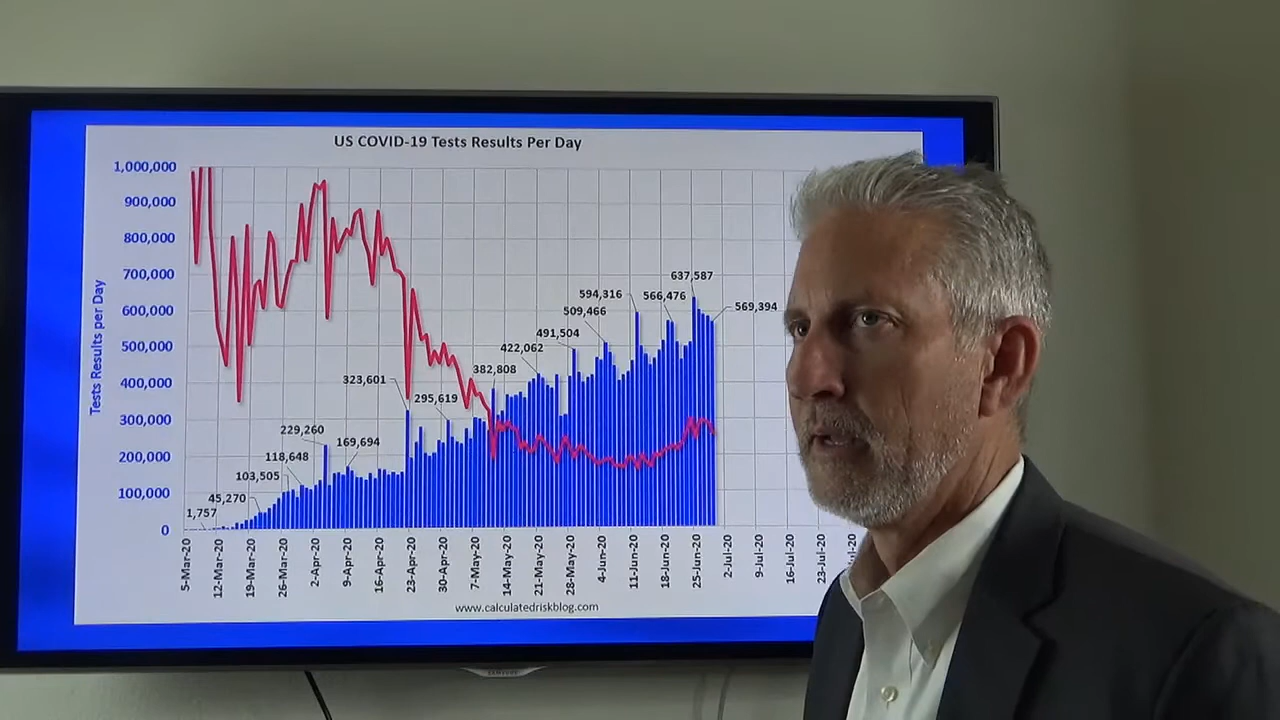 US COVID-19 Tests Results Per Day
1,000,000
900,000
800,000
700,000
600,000
500,000
400,000
300,000
200,000
100,000
0
Tests Results per Day
1,757
45,270
103,505
118,648
229,260
169,694
323,601
295,619
382,808
422,062
491,504
509,466
594,316
566,476
637,587
569,394
5-Mar-20
12-Mar-20
19-Mar-20
26-Mar-20
2-Apr-20
9-Apr-20
16-Apr-20
23-Apr-20
30-Apr-20
7-May-20
14-May-20
21-May-20
28-May-20
4-Jun-20
11-Jun-20
18-Jun-20
25-Jun-20
2-Jul-20
9-Jul-20
16-Jul-20
23-Jul-20
www.calculatedriskblog.com